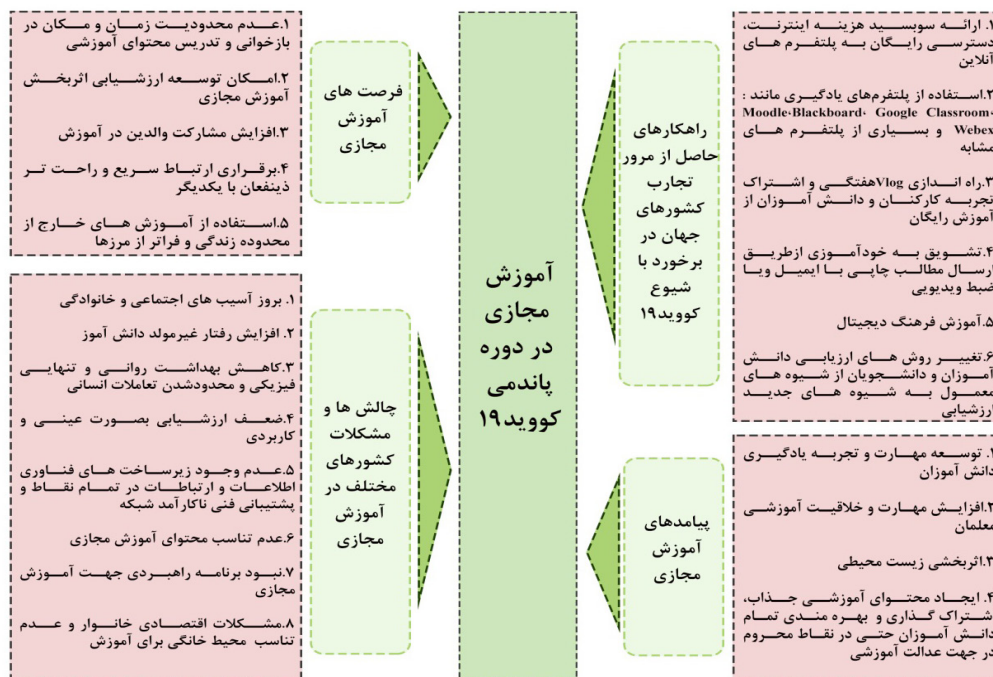 ۱. ارائه سوبسید هزینه اینترنت،
دسترسی رایگان به پلتفرم های
آنلاین
۲.استفاده از پلتفرم‌های یادگیری مانند :
Moodle،Blackboard، Google Classroom،
Webex و بسیاری از پلتفرم های
مشابه
۳.راه اندازی Vlogهفتگی و اشتراک
تجربه کارکنان و دانش آموزان از
آموزش رایگان
۴.تشویق به خودآموزی ازطریق
ارسال مطالب چاپی با ایمیل ویا
ضبط ویدیویی
۵.آموزش فرهنگ دیجیتال
۶.تغییر روش های ارزیابی دانش
آموزان و دانشجویان از شیوه های
معمول به شیوه های جدید
ارزشیابی
راهکارهای
حاصل از مرور
تجارب
کشورهای
جهان در
برخورد با
شیوع
کووید۱۹
۱. توسعه مهارت و تجربه یادگیری
دانش آموزان
۲.افزایش مهارت و خلاقیت آموزشی
معلمان
۳.اثربخشی زیست محیطی
۴. ایجاد محتوای آموزشی جذاب،
اشتراک گذاری و بهره مندی تمام
دانش آموزان حتی در نقاط محروم
در جهت عدالت آموزشی
پیامدهای
آموزش
مجازی
آموزش
مجازی
در دوره
پاندمی
کووید۱۹
فرصت های
آموزش
مجازی
۱.عدم محدودیت زمان و مکان در
بازخوانی و تدریس محتوای آموزشی
۲.امکان توسعه ارزشیابی اثربخش
آموزش مجازی
۳.افزایش مشارکت والدین در آموزش
۴.برقراری ارتباط سریع و راحت تر
ذینفعان با یکدیگر
۵.استفاده از آموزش های خارج از
محدوده زندگی و فراتر از مرزها
چالش ها و
مشکلات
کشورهای
مختلف در
آموزش
مجازی
۱. بروز آسیب های اجتماعی و خانوادگی
۲. افزایش رفتار غیرمولد دانش آموز
۳.کاهش بهداشت روانی و تنهایی
فیزیکی و محدودشدن تعاملات انسانی
۴.ضعف ارزشیابی بصورت عینی و
کاربردی
۵.عدم وجود زیرساخت های فناوری
اطلاعات و ارتباطات در تمام نقاط و
پشتیبانی فنی ناکارآمد شبکه
۶.عدم تناسب محتوای آموزش مجازی
۷.نبود برنامه راهبردی جهت آموزش
مجازی
۸.مشکلات اقتصادی خانوار و عدم
تناسب محیط خانگی برای آموزش